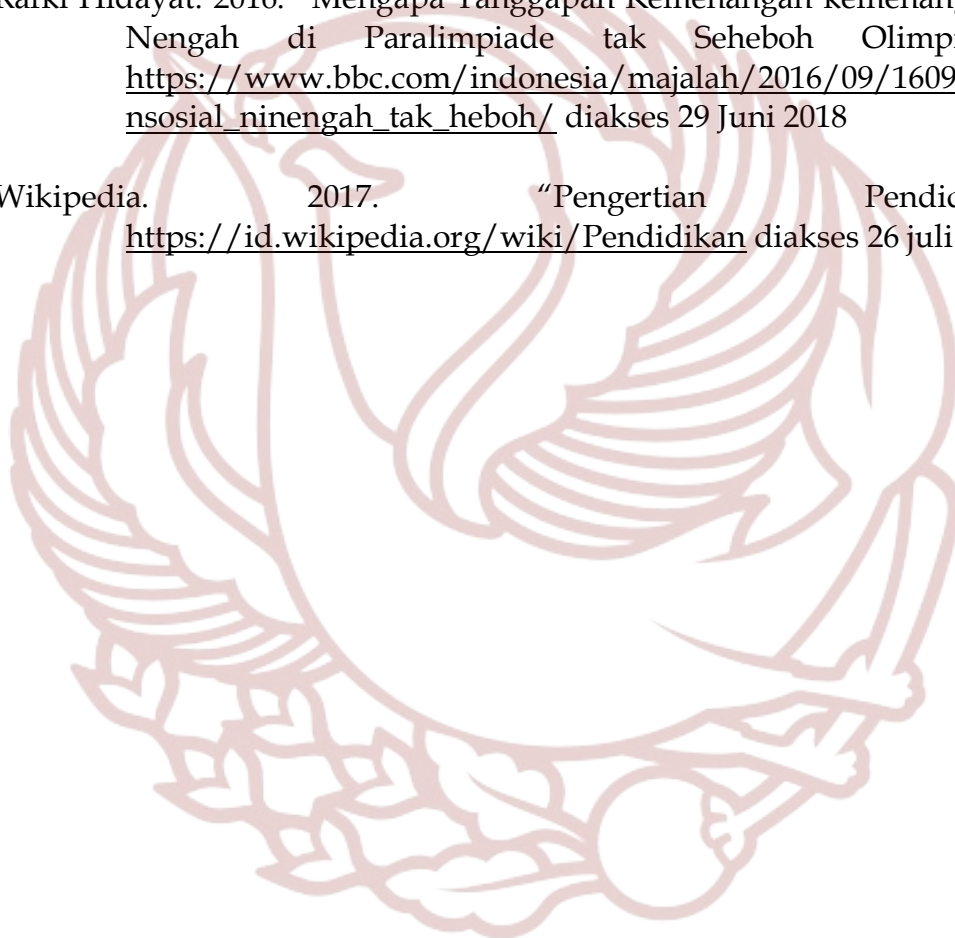 Hidayat. 2016. Mengapa Tanggapan Kemenangan
Nengah di Paralimpiade tak Seheboh
https://www.bbc.com/indonesia/majalah/2016/09/1609
nsosial_ninengah_tak_heboh/ diakses 29 Juni 2018
Wikipedia. 2017. “Pengertian
https://id.wikipedia.org/wiki/Pendidikan diakses 26 juli